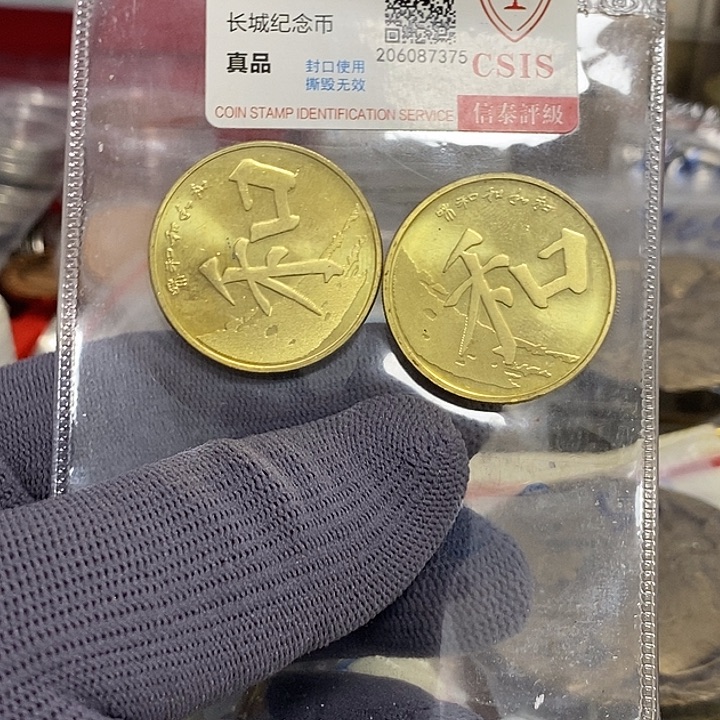 长城纪念币
真品
封口使用
撕毁无效
206087375
CSIS
COIN STAMP IDENTIFICATION SERVICE
信泰評級
和
和